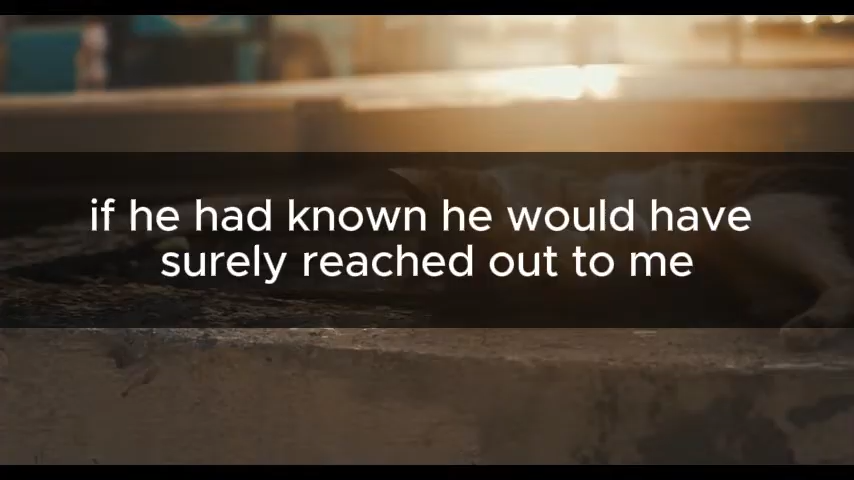 if he had known he would have
surely reached out to me